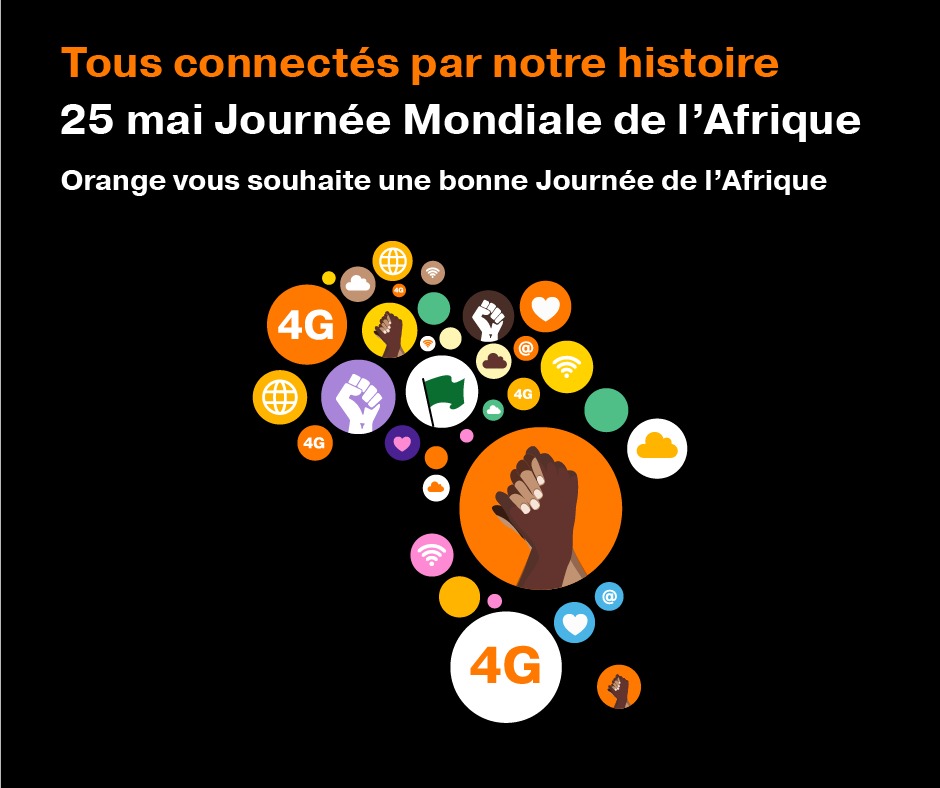 Tous connectés par notre histoire
25 mai Journée Mondiale de l’Afrique
Orange vous souhaite une bonne Journée de l’Afrique
4G
4G
@
4G
4G
@
4G